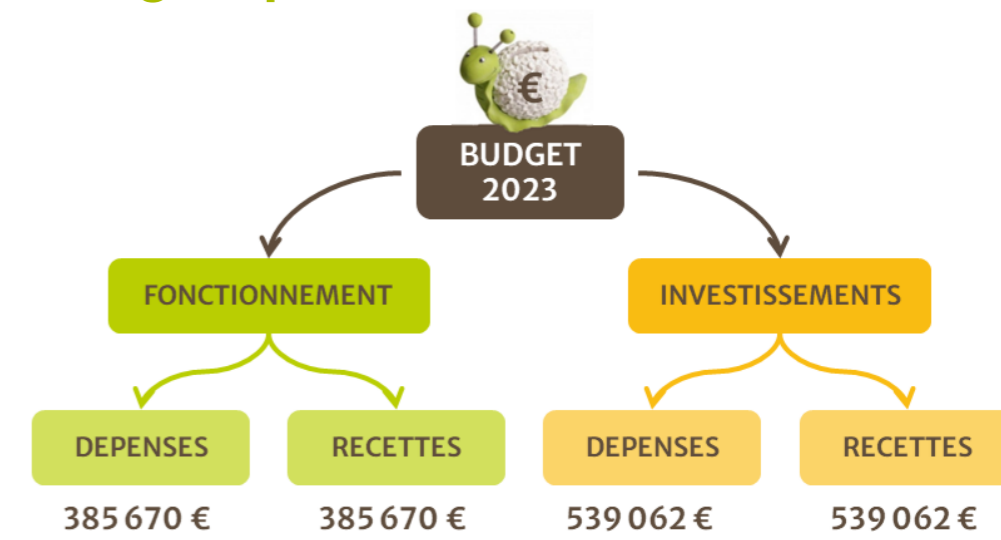 €
BUDGET
2023
FONCTIONNEMENT
INVESTISSEMENTS
DEPENSES
RECETTES
DEPENSES
RECETTES
385 670 €
385 670 €
539 062 €
539 062 €